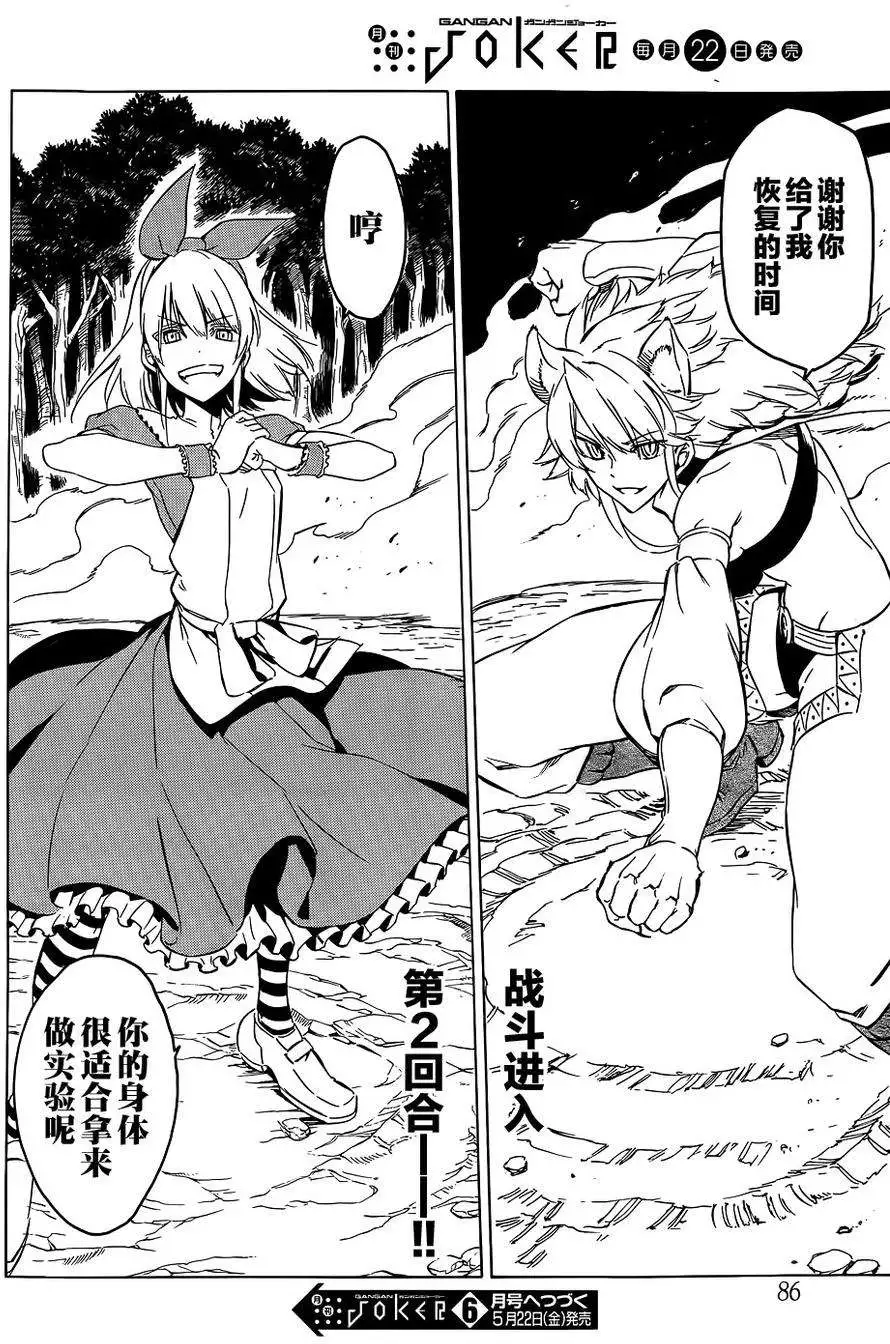 月刊
GANGAN
ガンガンジョーカー
JOKER
毎月22日発売
谢谢你
给了我
恢复的时间
哼
战斗进入
第2回合——!!
你的身体
很适合拿来
做实验呢
86
月刊
GANGAN
ガンガンジョーカー
JOKER
6
月号へつづく
5月22日(金)発売